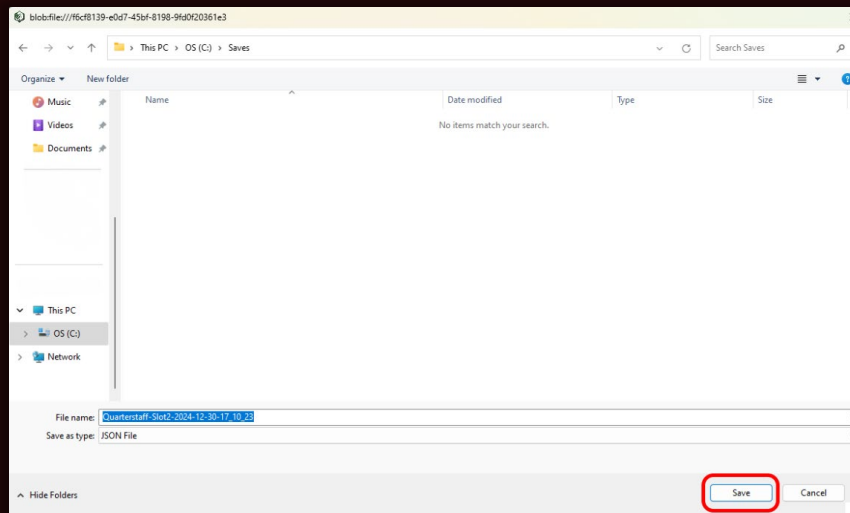 blob:file:///f6cf8139-e0d7-45bf-8198-9fd0f20361e3
This PC > OS (C:) > Saves
Search Saves
Organize
New folder
Name
Date modified
Type
Size
Music
Videos
Documents
No items match your search.
This PC
OS (C:)
Network
File name: Quarterstaff-Slot2-2024-12-30-17_10_23
Save as type: JSON File
Hide Folders
Save
Cancel